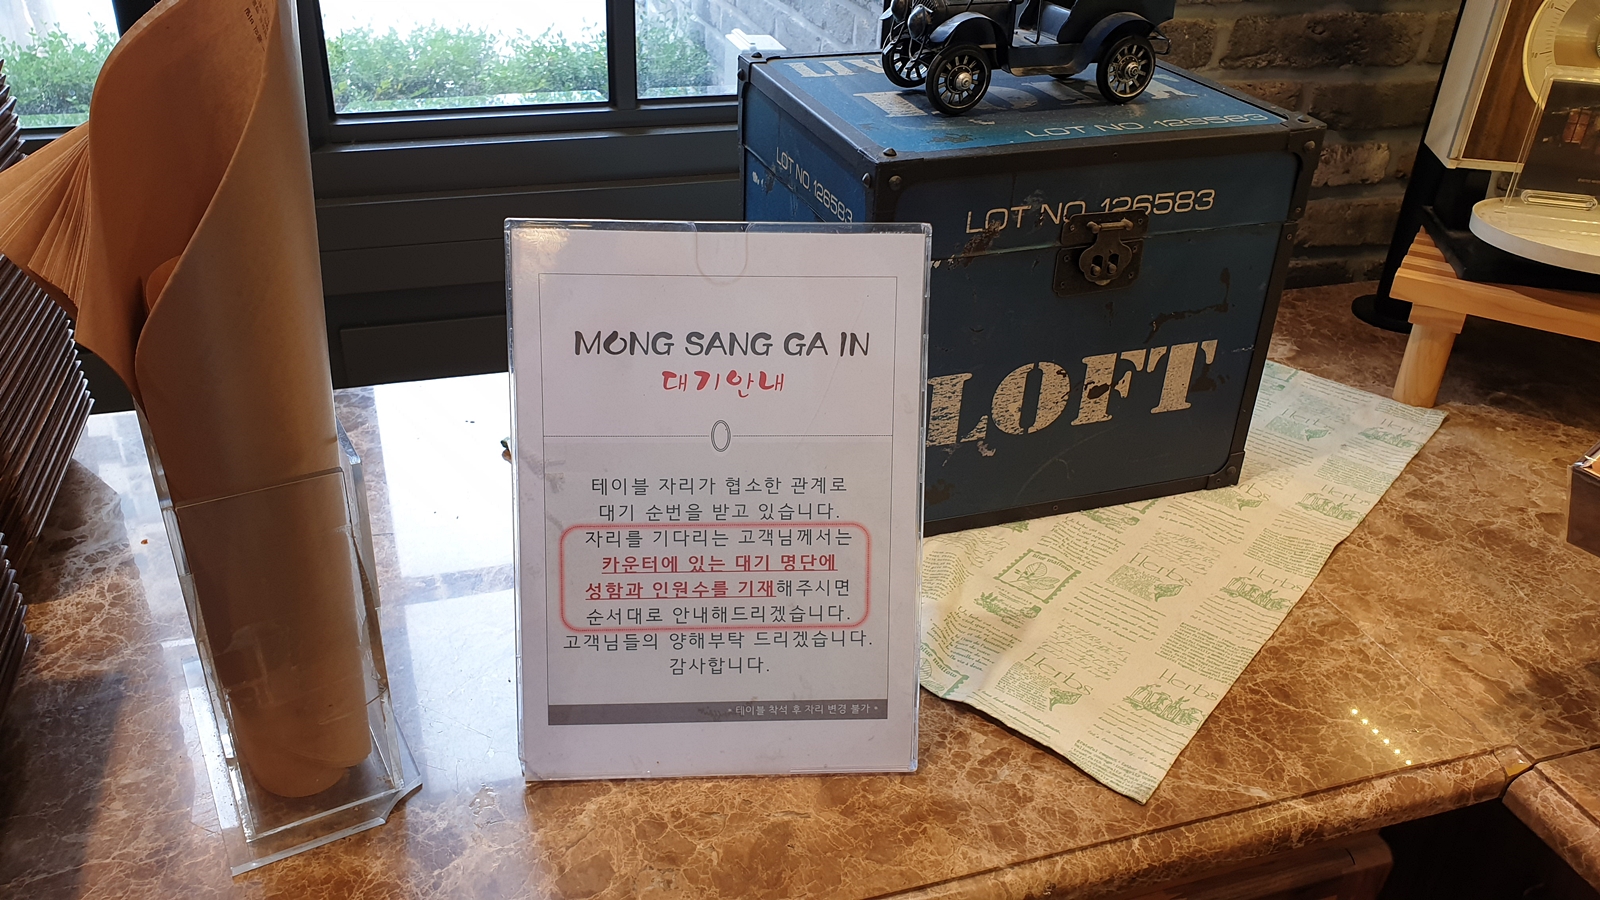 LOT NO. 126583
LOT NO. 126583
LOT NO. 126583
LOFT
MONG SANG GA IN
대기안내
테이블 자리가 협소한 관계로
대기 순번을 받고 있습니다.
자리를 기다리는 고객님께서는
카운터에 있는 대기 명단에
성함과 인원수를 기재해주시면
순서대로 안내해드리겠습니다.
고객님들의 양해부탁 드리겠습니다.
감사합니다.
* 테이블 착석 후 자리 변경 불가 *
Herbs
Herbs
Herbs
Herbs